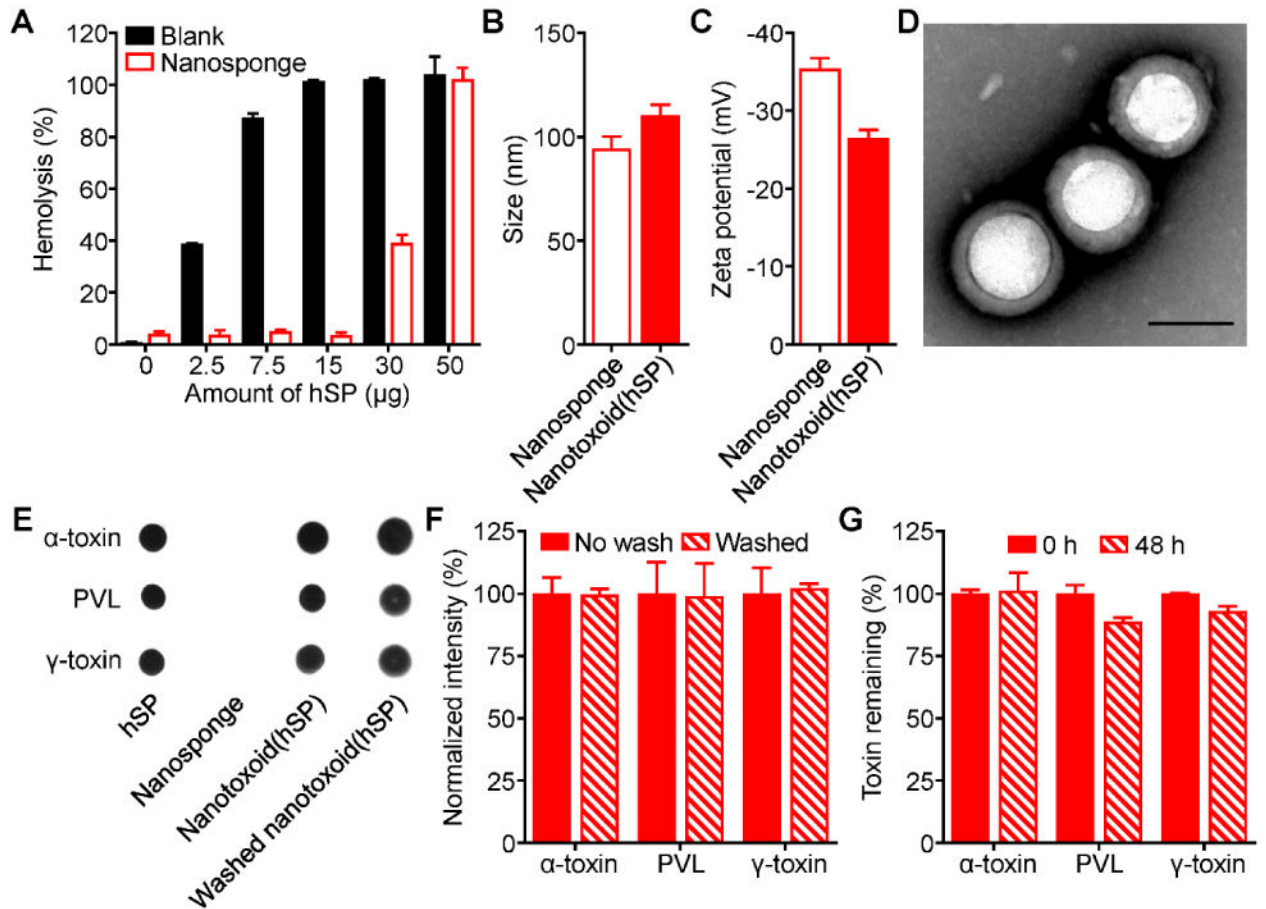 A
Hemolysis (%)
120
100
80
60
40
20
0
Blank
Nanosponge
0 2.5 7.5 15 30 50
Amount of hSP (μg)
B
Size (nm)
150
100
50
0
Nanosponge
Nanotoxoid(hSP)
C
Zeta potential (mV)
-40
-30
-20
-10
0
Nanosponge
Nanotoxoid(hSP)
D
E
α-toxin
PVL
γ-toxin
hSP
Nanosponge
Nanotoxoid(hSP)
Washed nanotoxoid(hSP)
F
Normalized intensity (%)
125
100
75
50
25
0
No wash Washed
α-toxin PVL γ-toxin
G
Toxin remaining (%)
125
100
75
50
25
0
0 h 48 h
α-toxin PVL γ-toxin